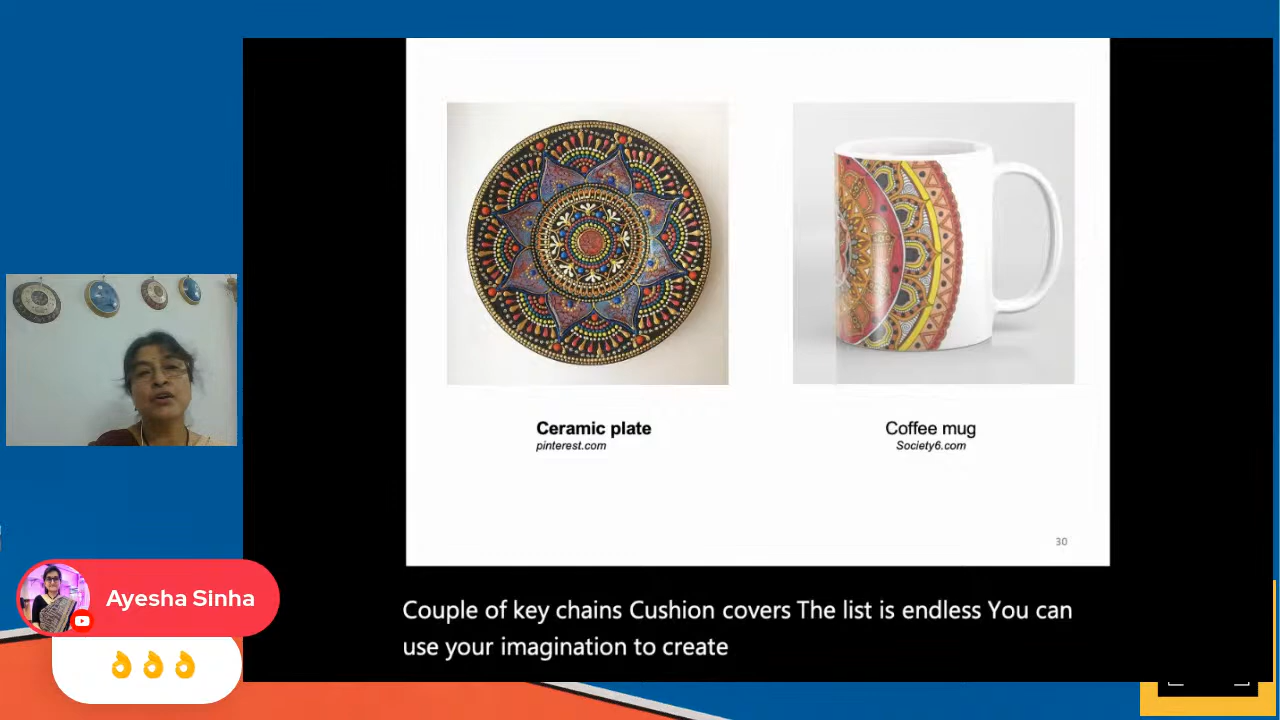 Ceramic plate
pinterest.com
Coffee mug
Society6.com
30
Couple of key chains Cushion covers The list is endless You can
use your imagination to create
Ayesha Sinha